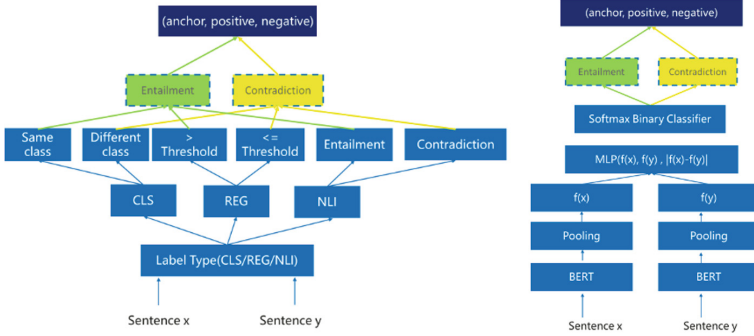 (anchor, positive, negative)
Entailment
Contradiction
Same
class
Different
class
>
Threshold
<=
Threshold
Entailment
Contradiction
CLS
REG
NLI
Label Type(CLS/REG/NLI)
Sentence x
Sentence y
(anchor, positive, negative)
Entailment
Contradiction
Softmax Binary Classifier
MLP(f(x), f(y) , |f(x)-f(y)|
f(x)
f(y)
Pooling
Pooling
BERT
BERT
Sentence x
Sentence y